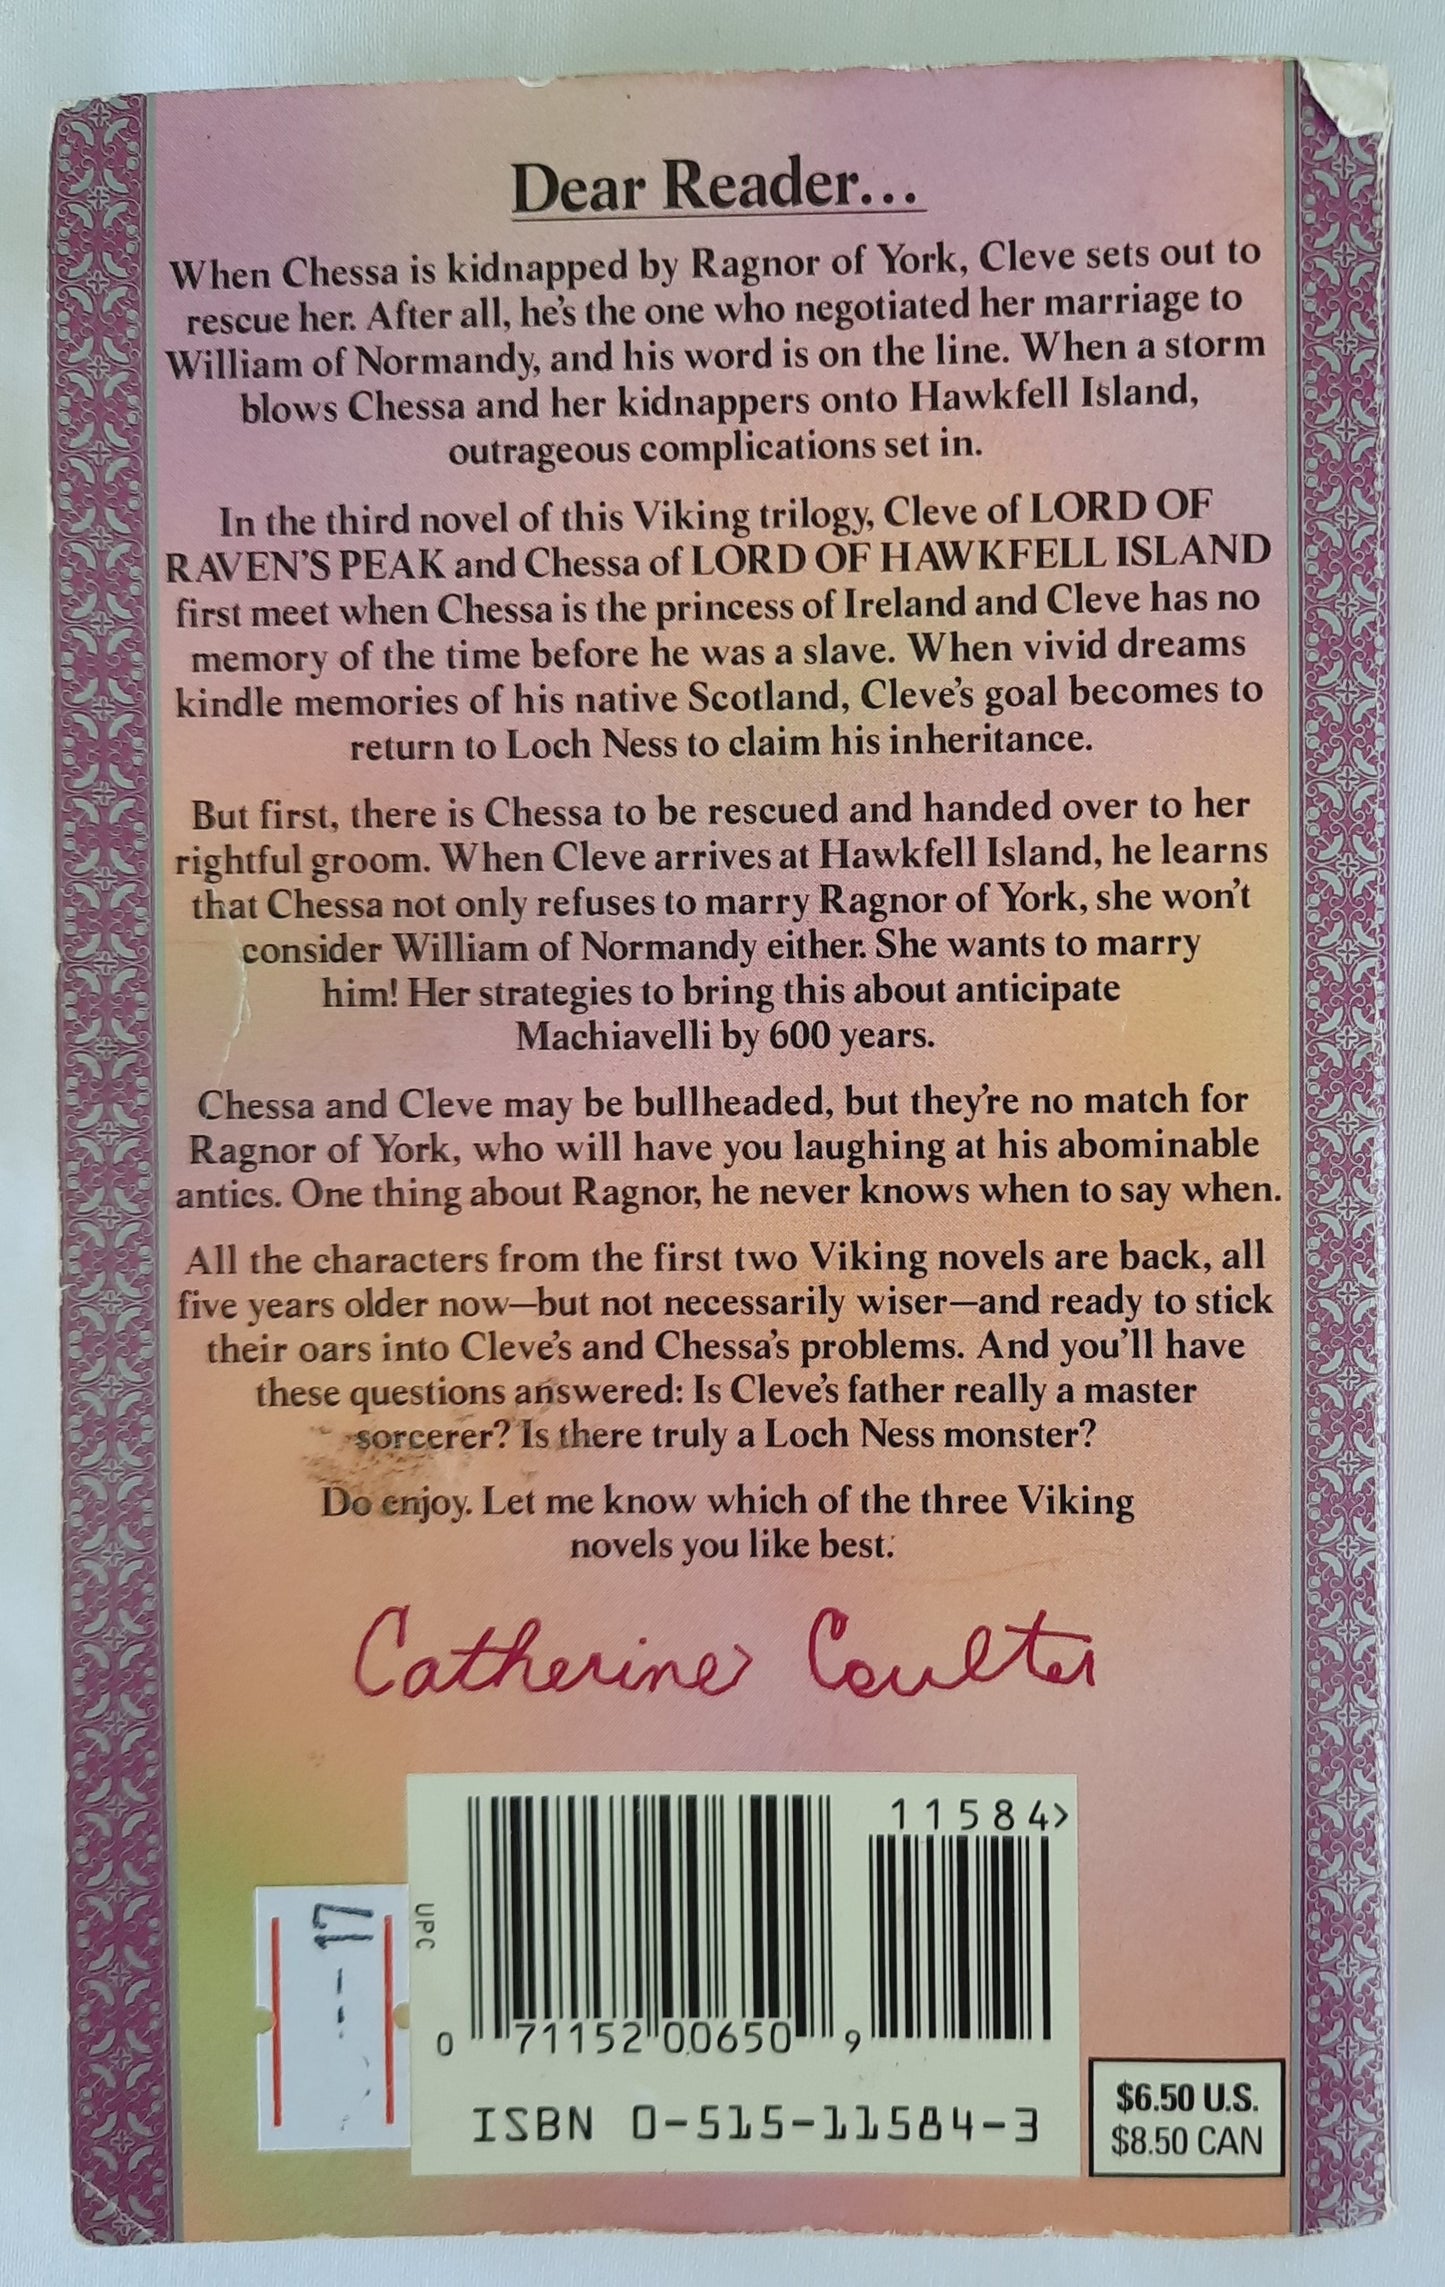 Dear Reader...
When Chessa is kidnapped by Ragnor of York, Cleve sets out to
rescue her. After all, he's the one who negotiated her marriage to
William of Normandy, and his word is on the line. When a storm
blows Chessa and her kidnappers onto Hawkfell Island,
outrageous complications set in.
In the third novel of this Viking trilogy, Cleve of LORD OF
RAVEN'S PEAK and Chessa of LORD OF HAWKFELL ISLAND
first meet when Chessa is the princess of Ireland and Cleve has no
memory of the time before he was a slave. When vivid dreams
kindle memories of his native Scotland, Cleve's goal becomes to
return to Loch Ness to claim his inheritance.
But first, there is Chessa to be rescued and handed over to her
rightful groom. When Cleve arrives at Hawkfell Island, he learns
that Chessa not only refuses to marry Ragnor of York, she won't
consider William of Normandy either. She wants to marry
him! Her strategies to bring this about anticipate
Machiavelli by 600 years.
Chessa and Cleve may be bullheaded, but they're no match for
Ragnor of York, who will have you laughing at his abominable
antics. One thing about Ragnor, he never knows when to say when.
All the characters from the first two Viking novels are back, all
five years older now—but not necessarily wiser—and ready to stick
their oars into Cleve's and Chessa's problems. And you'll have
these questions answered: Is Cleve's father really a master
sorcerer? Is there truly a Loch Ness monster?
Do enjoy. Let me know which of the three Viking
novels you like best.
Catherine Coulter
11584>
UPC
17
0 71152 00650 9
ISBN 0-515-11584-3
$6.50 U.S.
$8.50 CAN